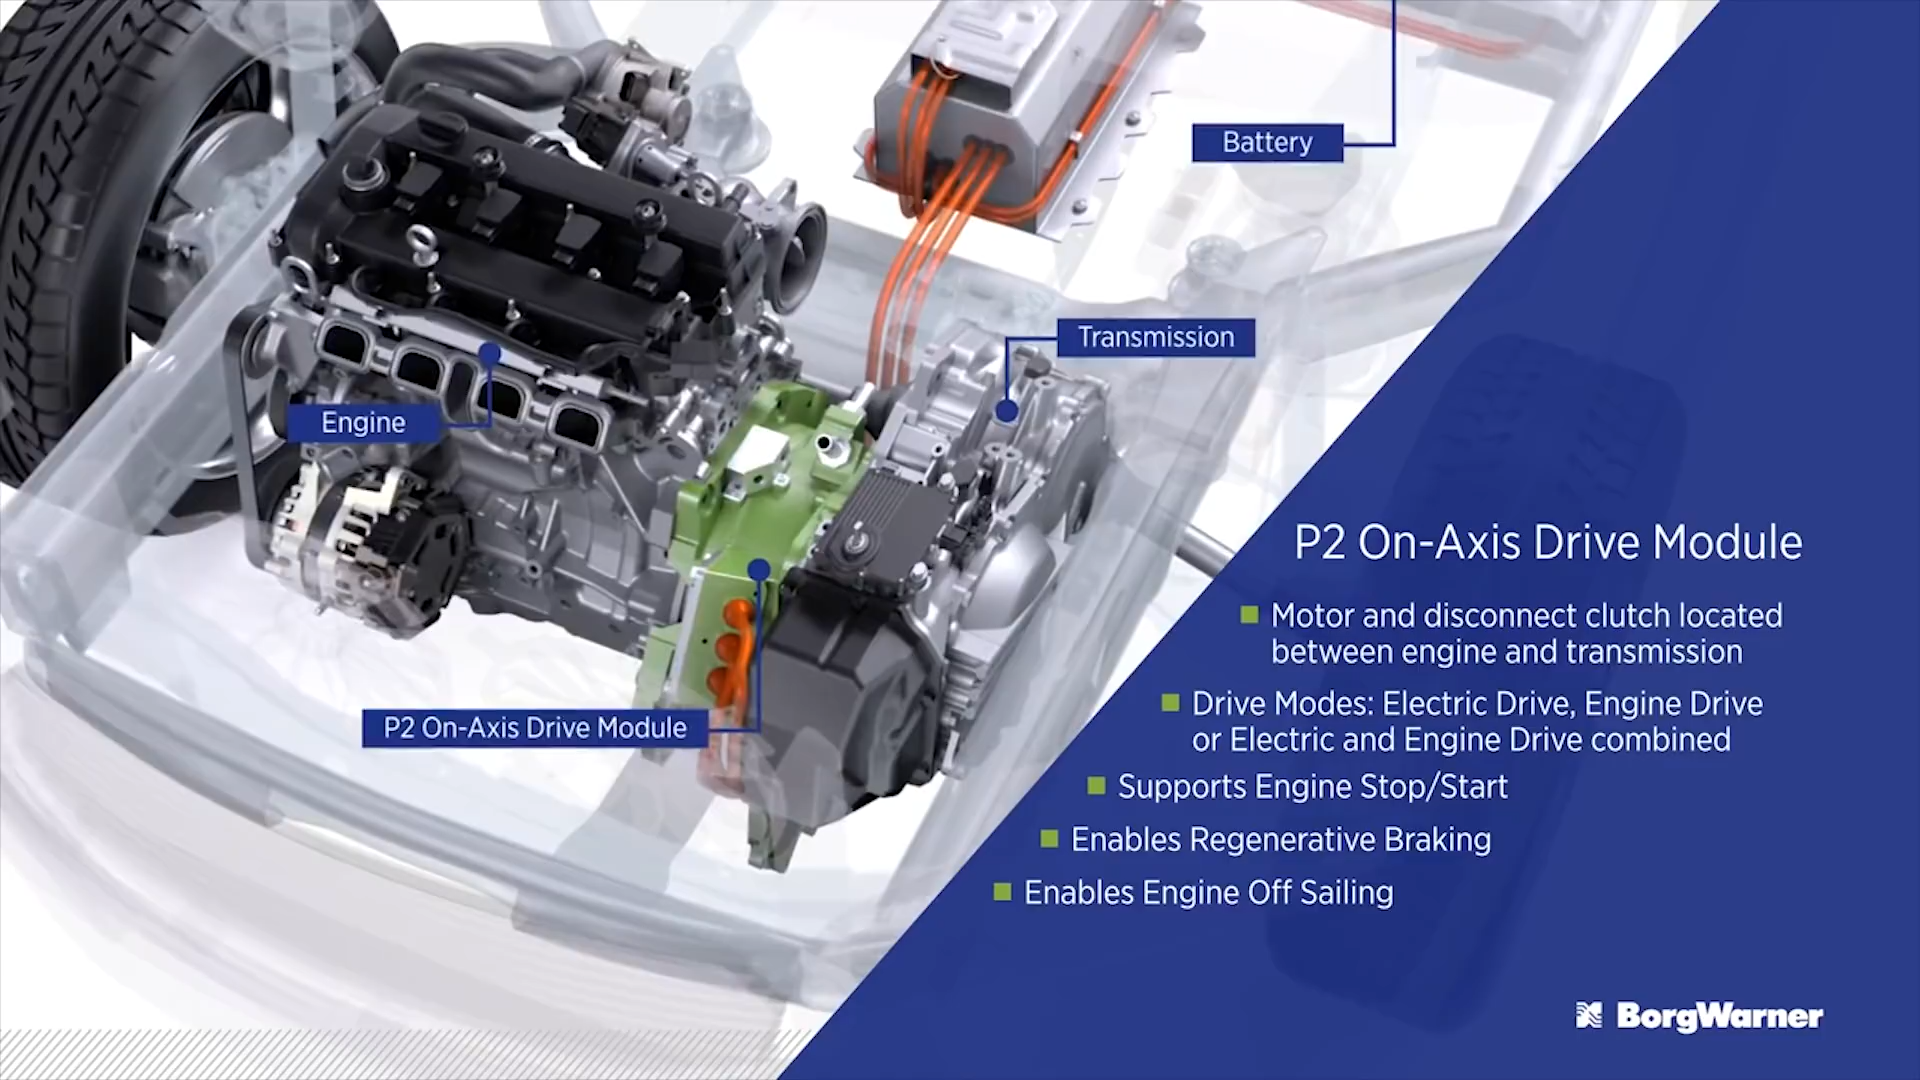 Battery
Transmission
Engine
P2 On-Axis Drive Module
P2 On-Axis Drive Module
Motor and disconnect clutch located
between engine and transmission
Drive Modes: Electric Drive, Engine Drive
or Electric and Engine Drive combined
Supports Engine Stop/Start
Enables Regenerative Braking
Enables Engine Off Sailing
BorgWarner